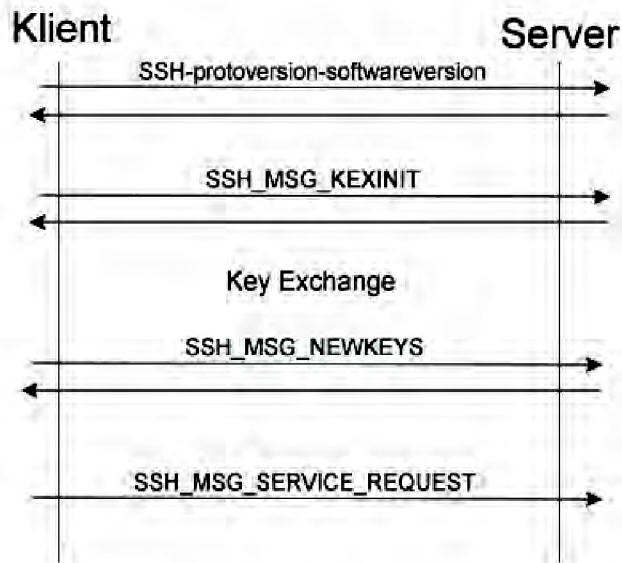 Klient
Server
SSH-protoversion-softwareversion
SSH_MSG_KEXINIT
Key Exchange
SSH_MSG_NEWKEYS
SSH_MSG_SERVICE_REQUEST